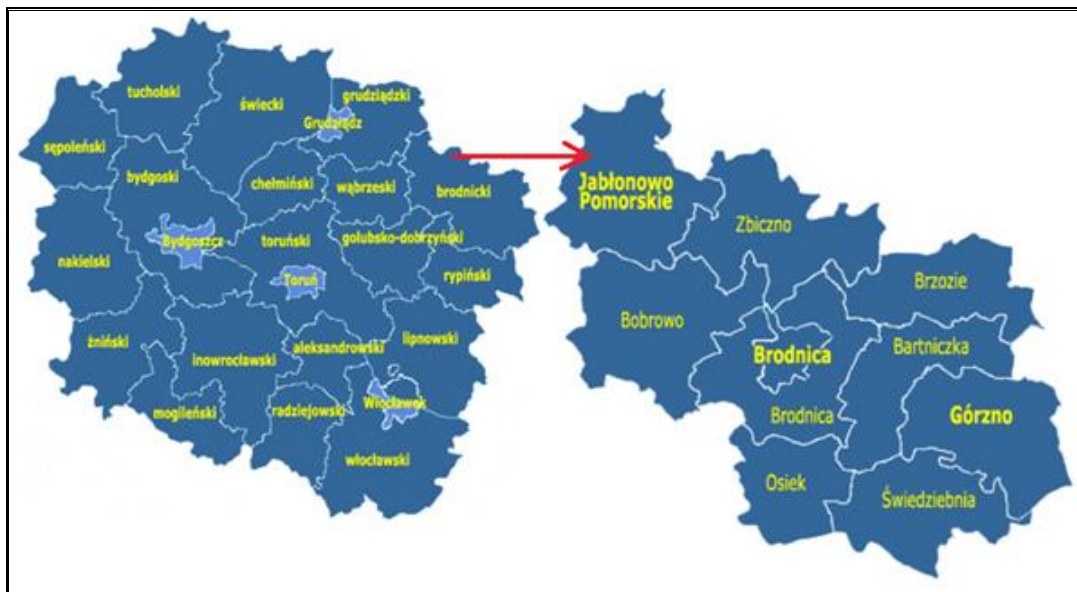 tucholski
świecki
grudziądzki
Grudziądz
sępoleński
bydgoski
chełmiński
wąbrzeski
brodnicki
Bydgoszcz
toruński
golubsko-dobrzyński
nakielski
Toruń
rypiński
żniński
inowrocławski
aleksandrowski
lipnowski
mogileński
radziejowski
Włocławek
włocławski
Jabłonowo
Pomorskie
Zbiczno
Brzozie
Bobrowo
Brodnica
Bartniczka
Brodnica
Górzno
Osiek
Świedziebnia